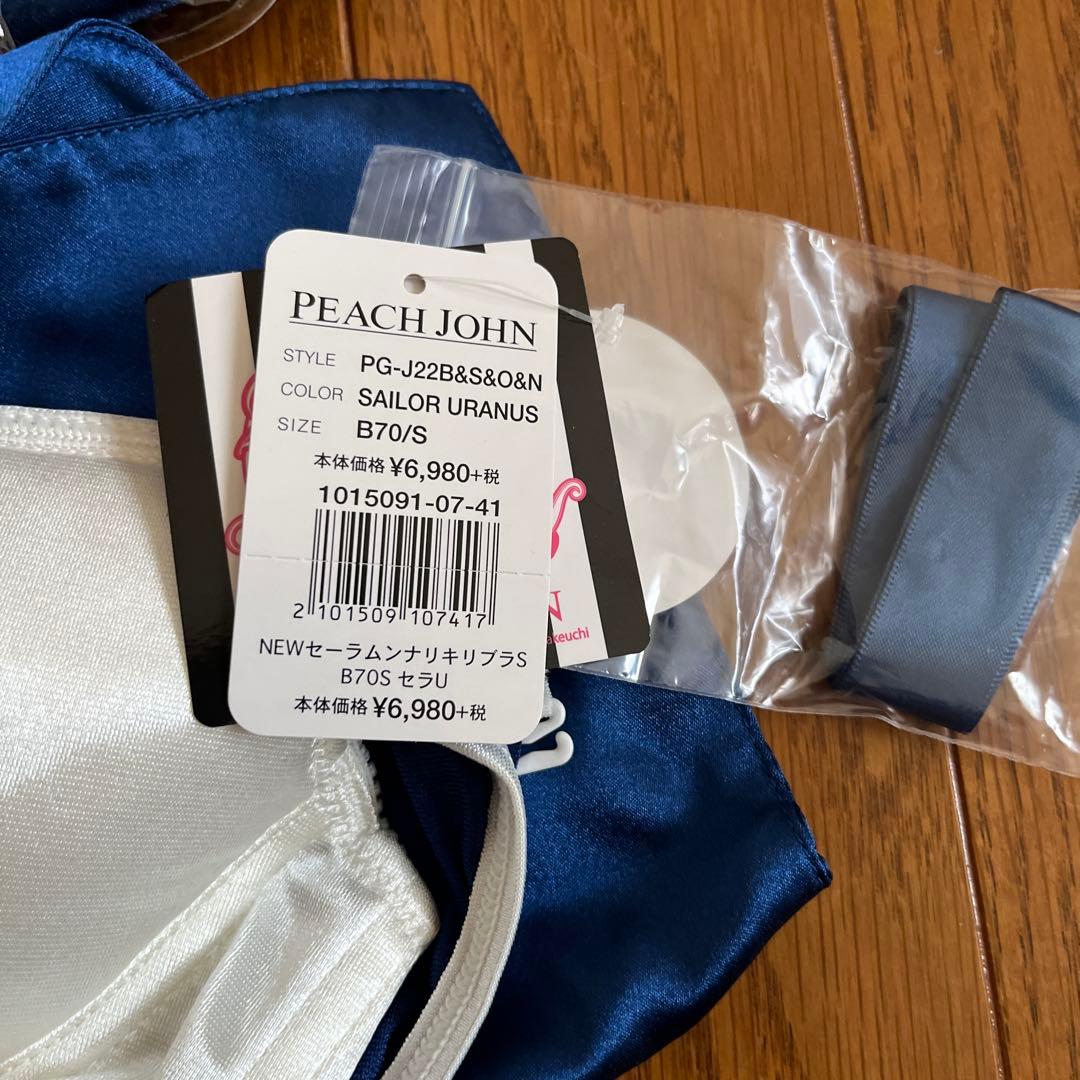 PEACH JOHN
STYLE PG-J22B&S&O&N
COLOR SAILOR URANUS
SIZE B70/S
本体価格 ¥6,980+税
1015091-07-41
2 101509 107417
NEWセーラムンナリキリブラS
B70S セラU
本体価格 ¥6,980+税